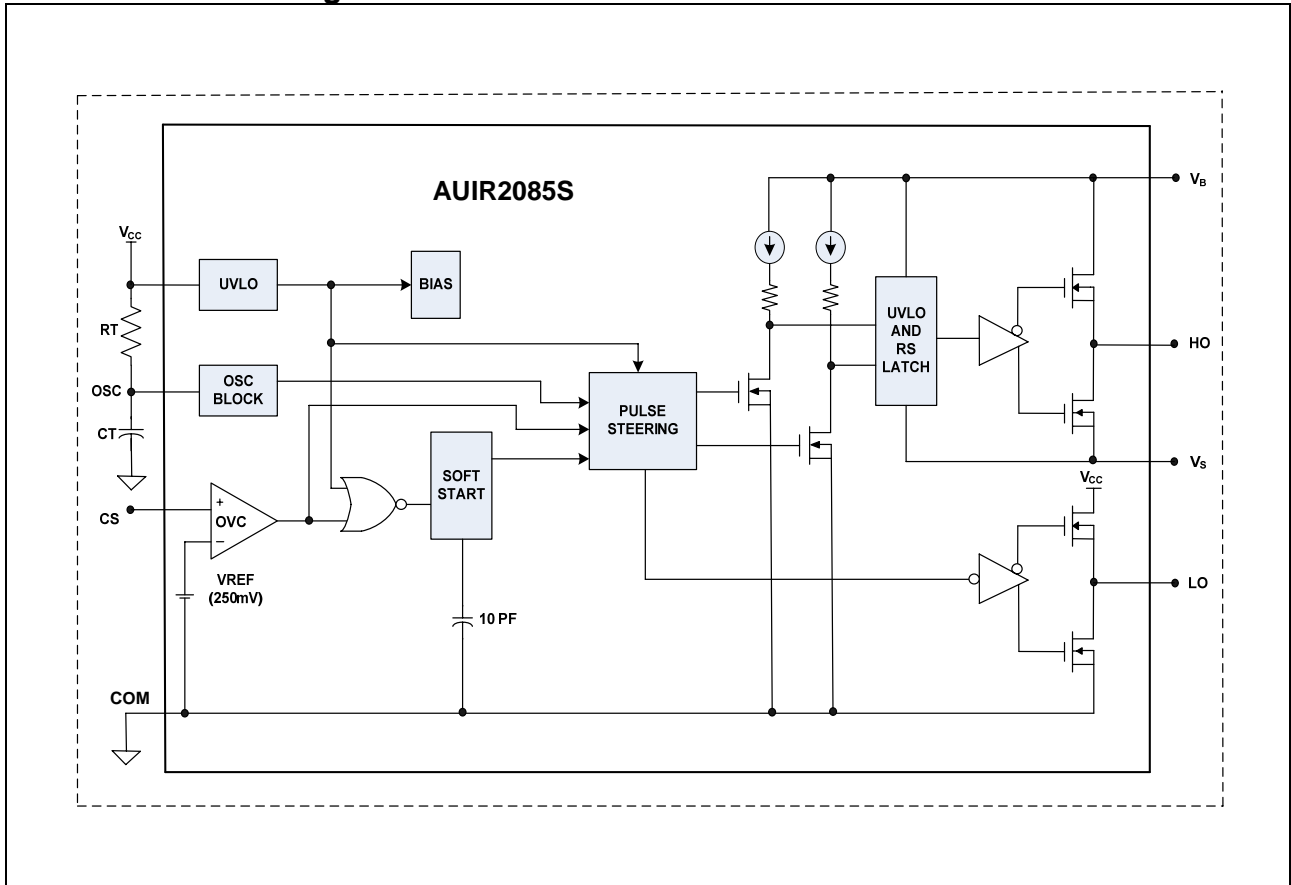 AUIR2085S
VB
VCC
UVLO
BIAS
RT
UVLO
AND
RS
LATCH
HO
OSC
OSC
BLOCK
PULSE
STEERING
CT
SOFT
START
VS
VCC
CS
+
OVC
−
VREF
(250mV)
LO
10 PF
COM